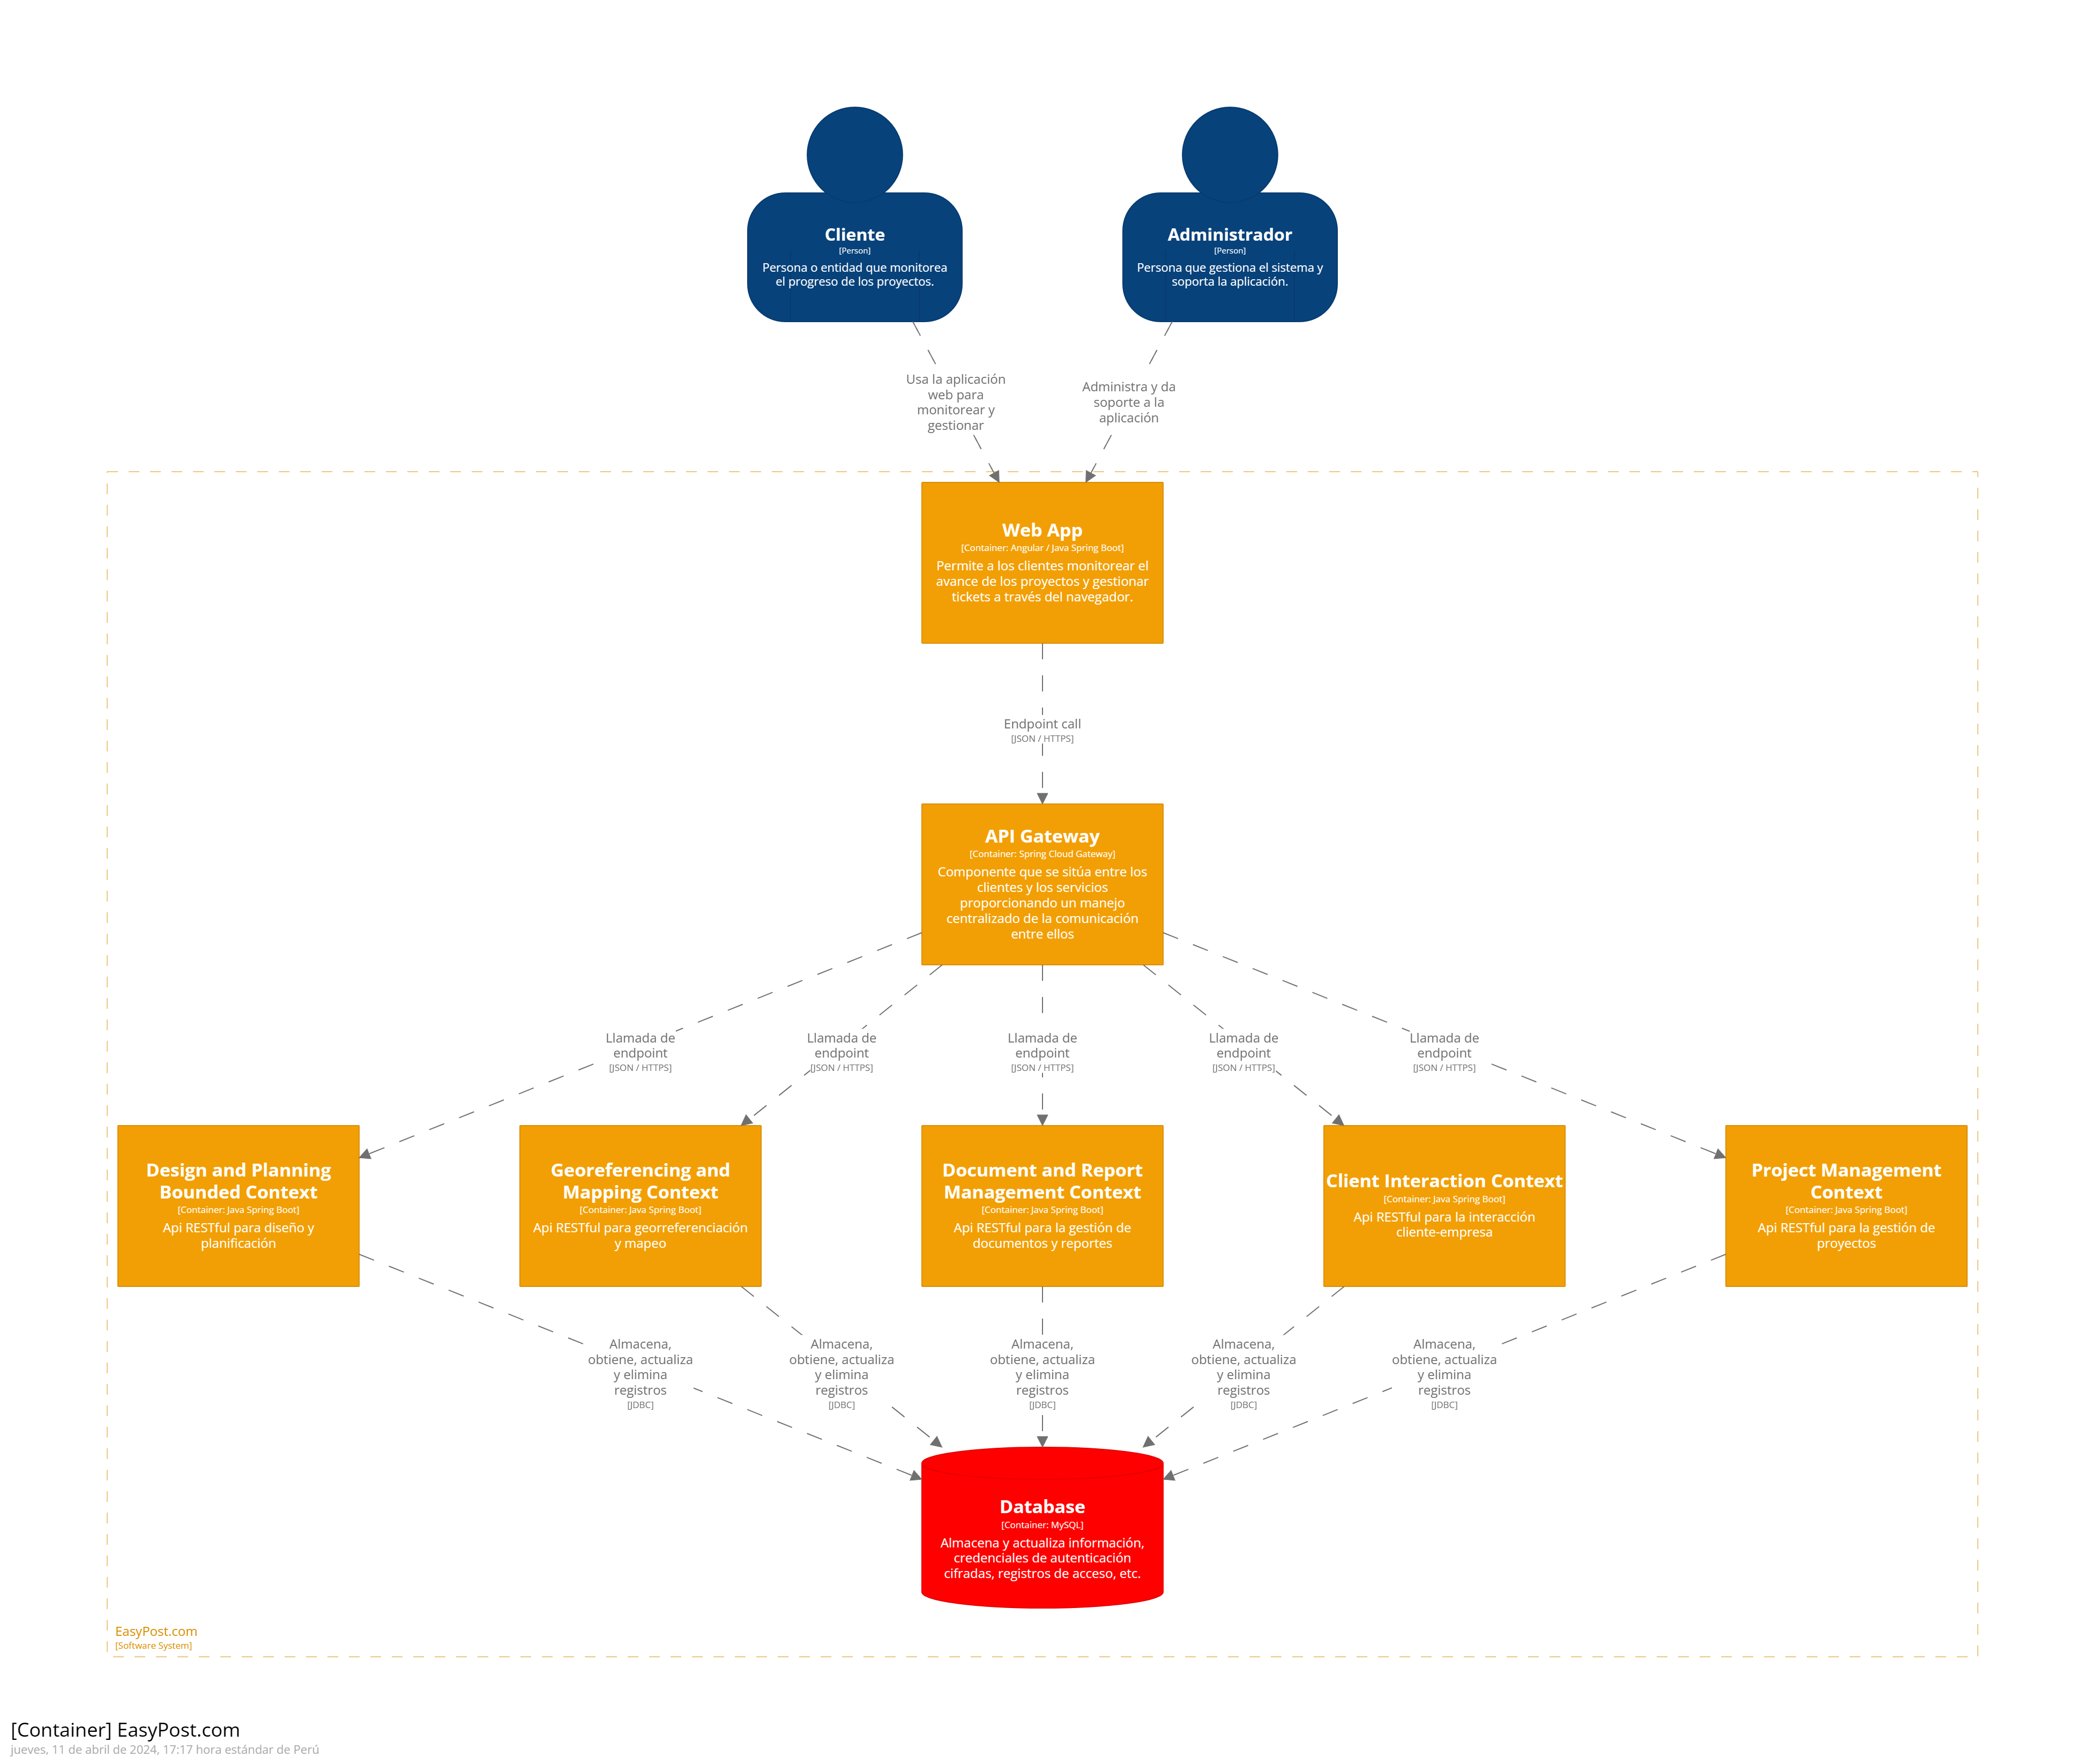 Cliente
[Person]
Persona o entidad que monitorea
el progreso de los proyectos.
Administrador
[Person]
Persona que gestiona el sistema y
soporta la aplicación.
Usa la aplicación
web para
monitorear y
gestionar
Administra y da
soporte a la
aplicación
Web App
[Container: Angular / Java Spring Boot]
Permite a los clientes monitorear el
avance de los proyectos y gestionar
tickets a través del navegador.
Endpoint call
[JSON / HTTPS]
API Gateway
[Container: Spring Cloud Gateway]
Componente que se sitúa entre los
clientes y los servicios
proporcionando un manejo
centralizado de la comunicación
entre ellos
Llamada de
endpoint
[JSON / HTTPS]
Llamada de
endpoint
[JSON / HTTPS]
Llamada de
endpoint
[JSON / HTTPS]
Llamada de
endpoint
[JSON / HTTPS]
Llamada de
endpoint
[JSON / HTTPS]
Design and Planning
Bounded Context
[Container: Java Spring Boot]
Api RESTful para diseño y
planificación
Georeferencing and
Mapping Context
[Container: Java Spring Boot]
Api RESTful para georreferenciación
y mapeo
Document and Report
Management Context
[Container: Java Spring Boot]
Api RESTful para la gestión de
documentos y reportes
Client Interaction Context
[Container: Java Spring Boot]
Api RESTful para la interacción
cliente-empresa
Project Management
Context
[Container: Java Spring Boot]
Api RESTful para la gestión de
proyectos
Almacena,
obtiene, actualiza
y elimina
registros
[JDBC]
Almacena,
obtiene, actualiza
y elimina
registros
[JDBC]
Almacena,
obtiene, actualiza
y elimina
registros
[JDBC]
Almacena,
obtiene, actualiza
y elimina
registros
[JDBC]
Almacena,
obtiene, actualiza
y elimina
registros
[JDBC]
Database
[Container: MySQL]
Almacena y actualiza información,
credenciales de autenticación
cifradas, registros de acceso, etc.
EasyPost.com
[Software System]
[Container] EasyPost.com
jueves, 11 de abril de 2024, 17:17 hora estándar de Perú